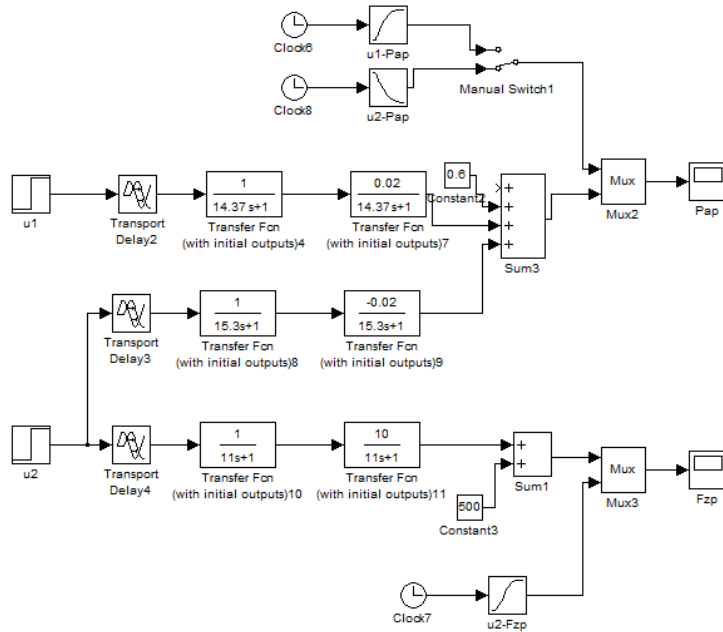 Clock6
u1-Pap
Clock8
u2-Pap
Manual Switch1
u1
Transport
Delay2
1
14.37s+1
Transfer Fcn
(with initial outputs)4
0.02
14.37s+1
Transfer Fcn
(with initial outputs)7
0.6
Constant2
+
+
+
+
Sum3
Mux
Mux2
Pap
Transport
Delay3
1
15.3s+1
Transfer Fcn
(with initial outputs)8
-0.02
15.3s+1
Transfer Fcn
(with initial outputs)9
u2
Transport
Delay4
1
11s+1
Transfer Fcn
(with initial outputs)10
10
11s+1
Transfer Fcn
(with initial outputs)11
500
Constant3
+
+
Sum1
Mux
Mux3
Fzp
Clock7
u2-Fzp